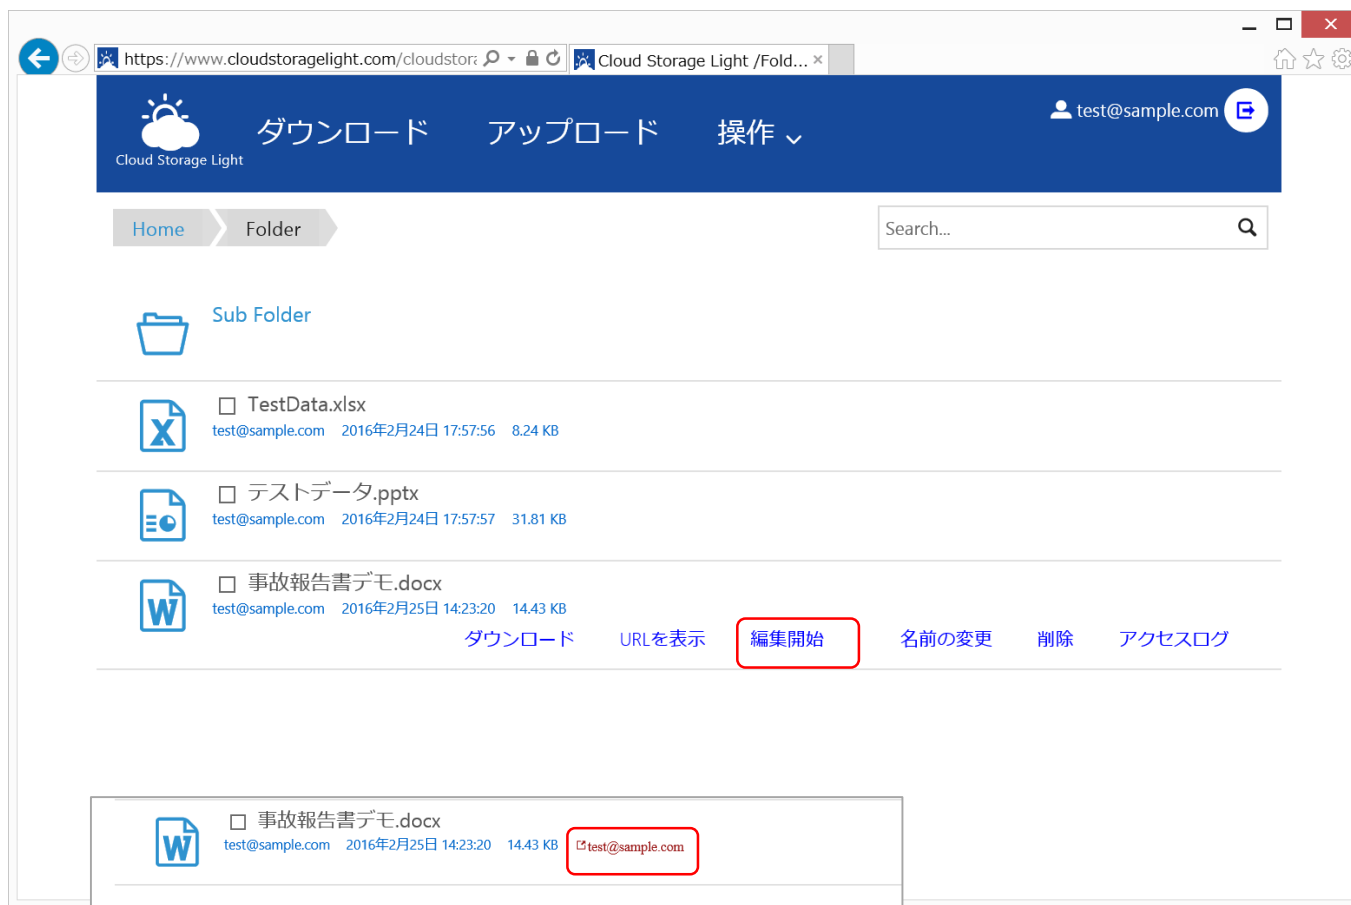 https://www.cloudstoragelight.com/cloudstor
Cloud Storage Light /Fold...
test@sample.com
Cloud Storage Light
ダウンロード アップロード 操作
Home Folder
Search...
Sub Folder
TestData.xlsx
test@sample.com 2016年2月24日 17:57:56 8.24 KB
テストデータ.pptx
test@sample.com 2016年2月24日 17:57:57 31.81 KB
事故報告書デモ.docx
test@sample.com 2016年2月25日 14:23:20 14.43 KB
ダウンロード URLを表示 編集開始 名前の変更 削除 アクセスログ
事故報告書デモ.docx
test@sample.com 2016年2月25日 14:23:20 14.43 KB test@sample.com